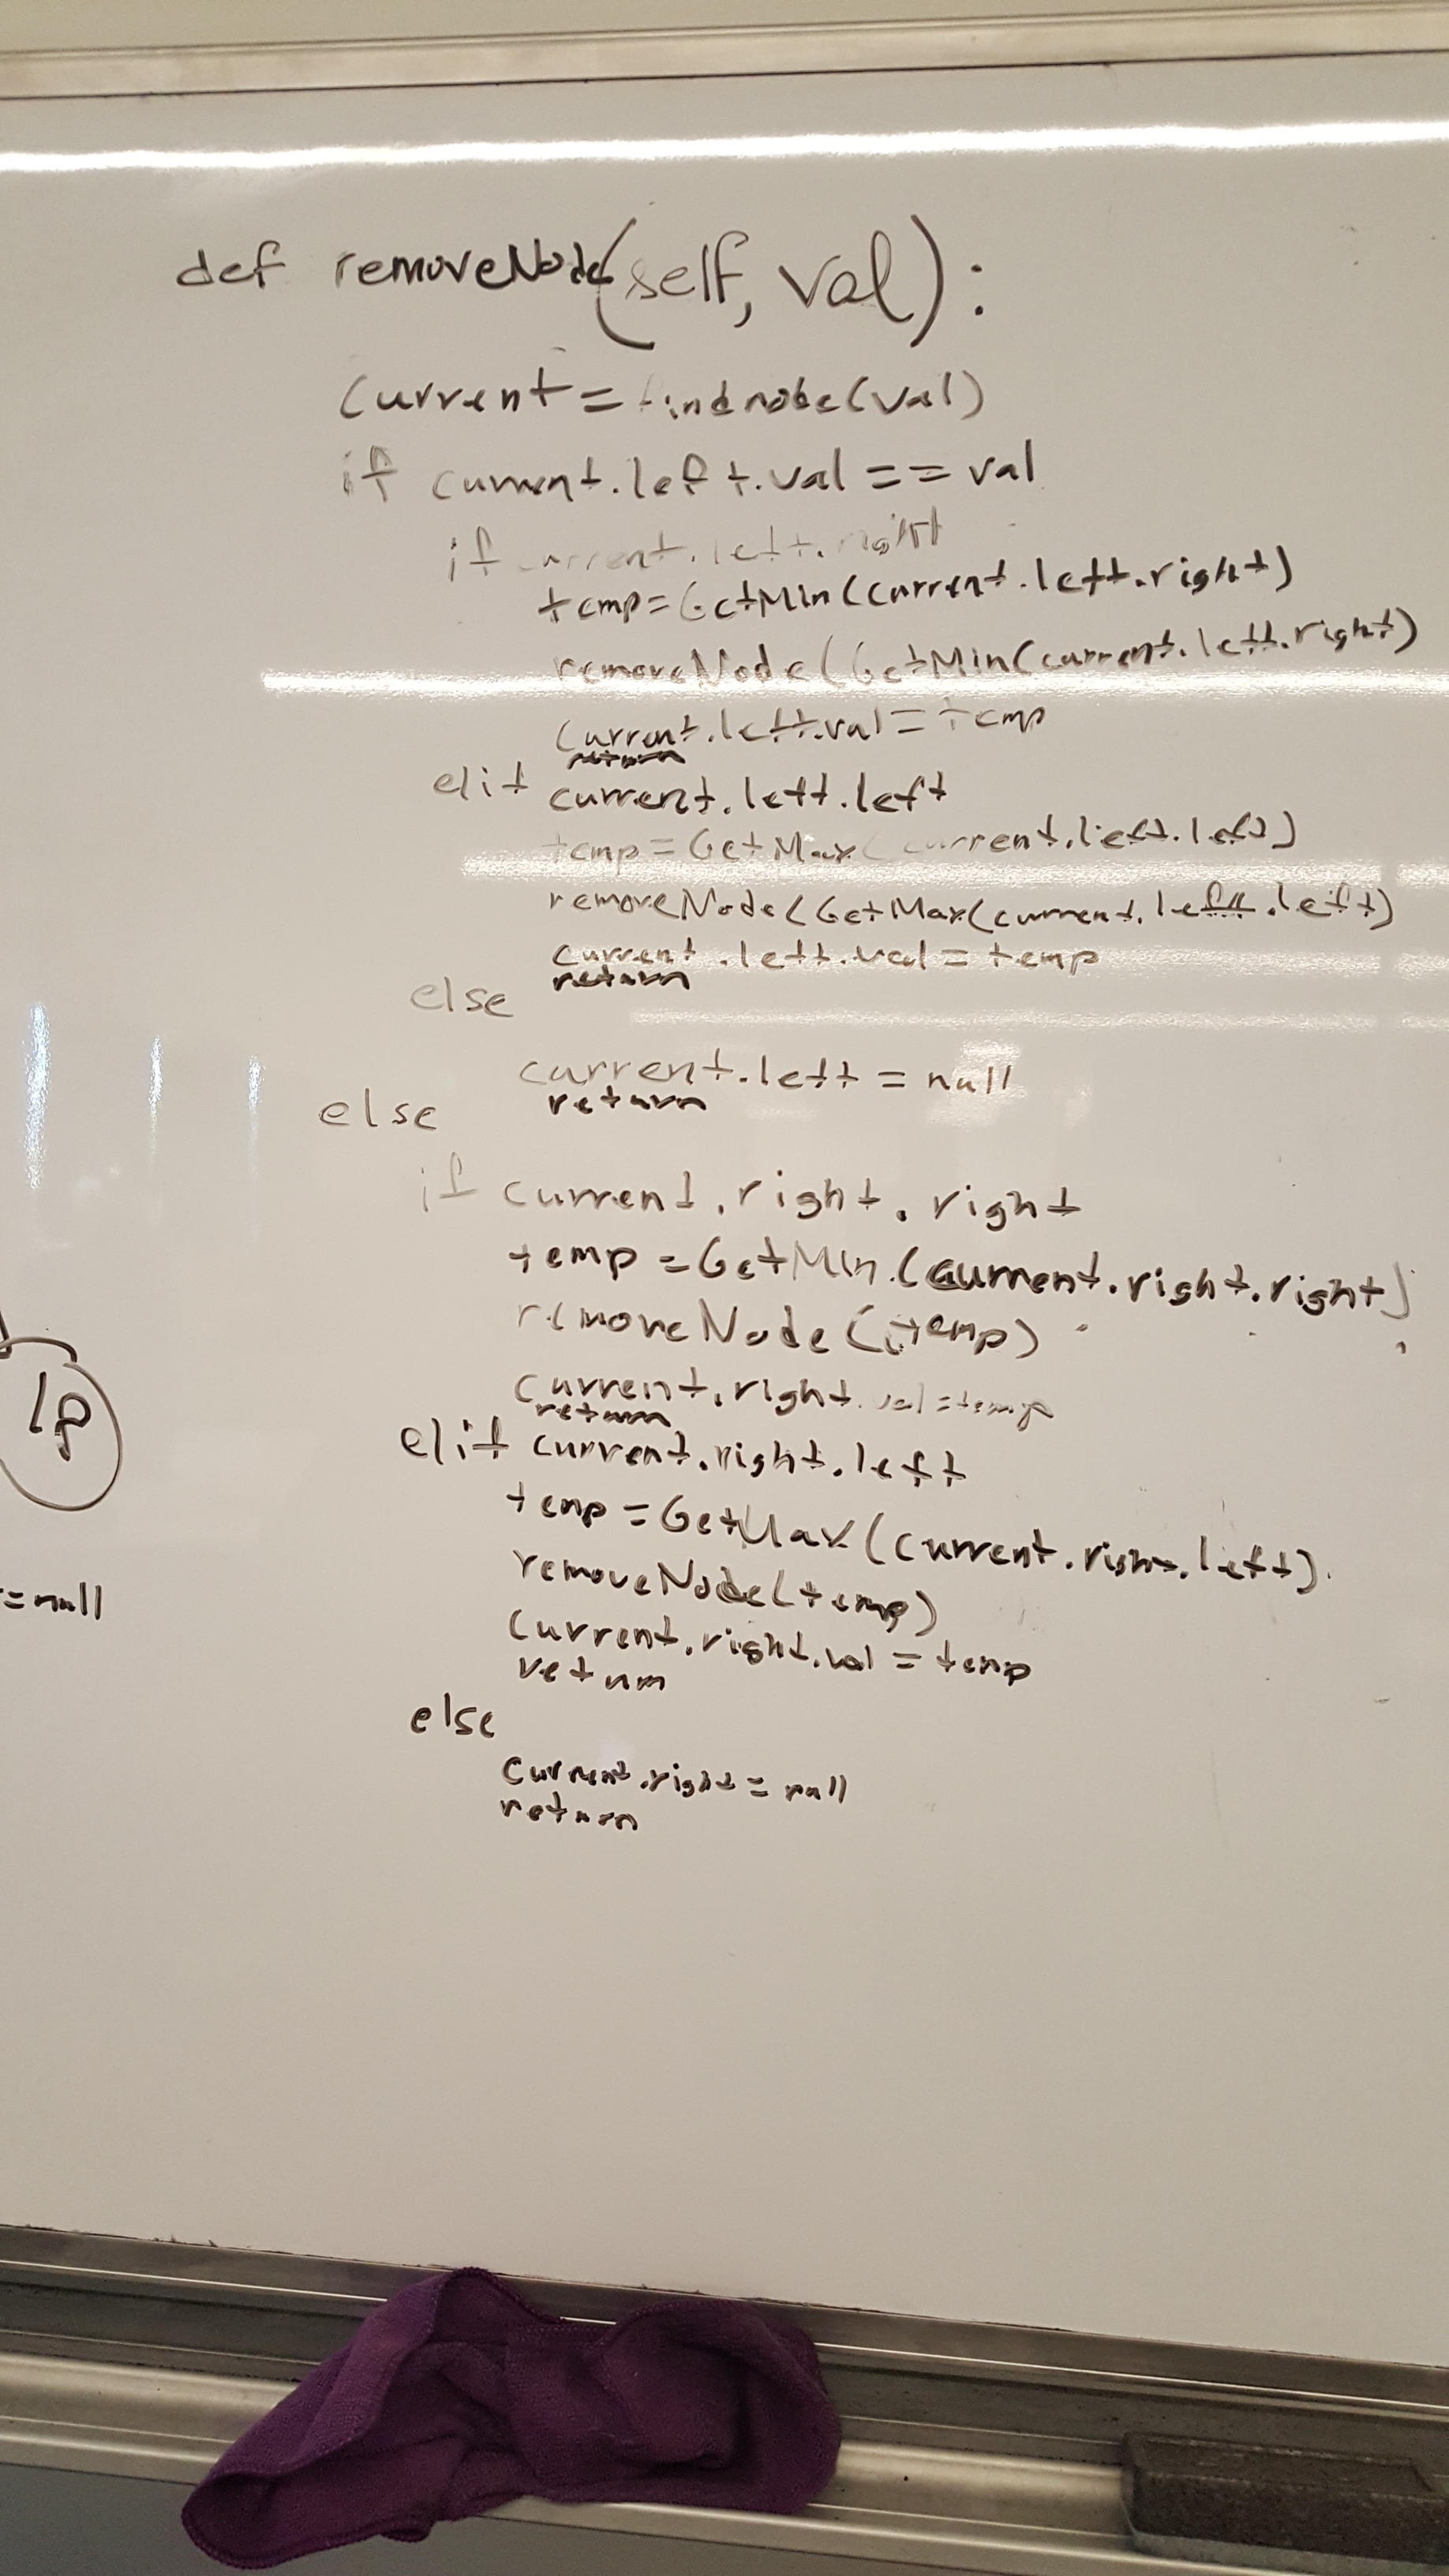 def removeNode(self, val):
current = findnode(val)
if current.left.val == val
if current.left.right
temp=GetMin(current.left.right)
removeNode(GetMin(current.left.right)
current.left.val = temp
return
elif current.left.left
temp = GetMax(current.left.left)
removeNode(GetMax(current.left.left)
current.left.val = temp
return
else
current.left = null
return
else
if current.right.right
temp = GetMin(current.right.right)
removeNode(temp)
current.right.val=temp
return
elif current.right.left
temp = GetMax(current.right.left)
removeNode(temp)
current.right.val = temp
return
else
current.right = null
return
= null